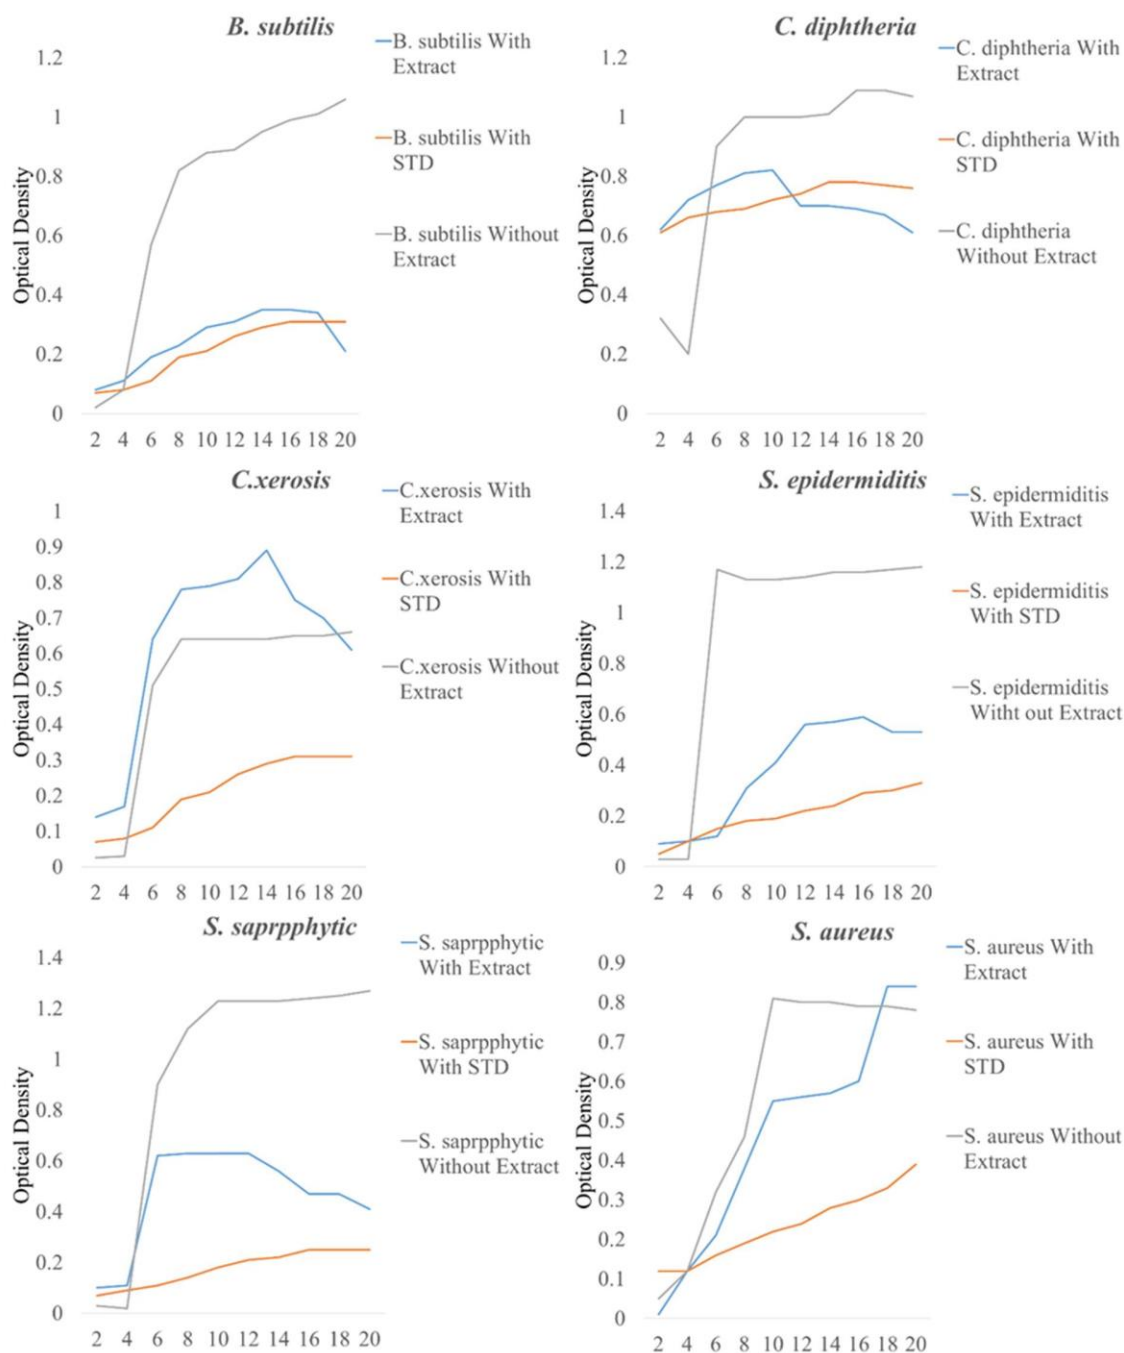 B. subtilis
B. subtilis With
Extract
B. subtilis With
STD
B. subtilis Without
Extract
Optical Density
1.2
1
0.8
0.6
0.4
0.2
0
2 4 6 8 10 12 14 16 18 20
C. diphtheria
C. diphtheria With
Extract
C. diphtheria With
STD
C. diphtheria
Without Extract
Optical Density
1.2
1
0.8
0.6
0.4
0.2
0
2 4 6 8 10 12 14 16 18 20
C.xerosis
C.xerosis With
Extract
C.xerosis With
STD
C.xerosis Without
Extract
Optical Density
1
0.9
0.8
0.7
0.6
0.5
0.4
0.3
0.2
0.1
0
2 4 6 8 10 12 14 16 18 20
S. epidermiditis
S. epidermiditis
With Extract
S. epidermiditis
With STD
S. epidermiditis
Witht out Extract
Optical Density
1.4
1.2
1
0.8
0.6
0.4
0.2
0
2 4 6 8 10 12 14 16 18 20
S. saprpphytic
S. saprpphytic
With Extract
S. saprpphytic
With STD
S. saprpphytic
Without Extract
Optical Density
1.4
1.2
1
0.8
0.6
0.4
0.2
0
2 4 6 8 10 12 14 16 18 20
S. aureus
S. aureus With
Extract
S. aureus With
STD
S. aureus Without
Extract
Optical Density
0.9
0.8
0.7
0.6
0.5
0.4
0.3
0.2
0.1
0
2 4 6 8 10 12 14 16 18 20